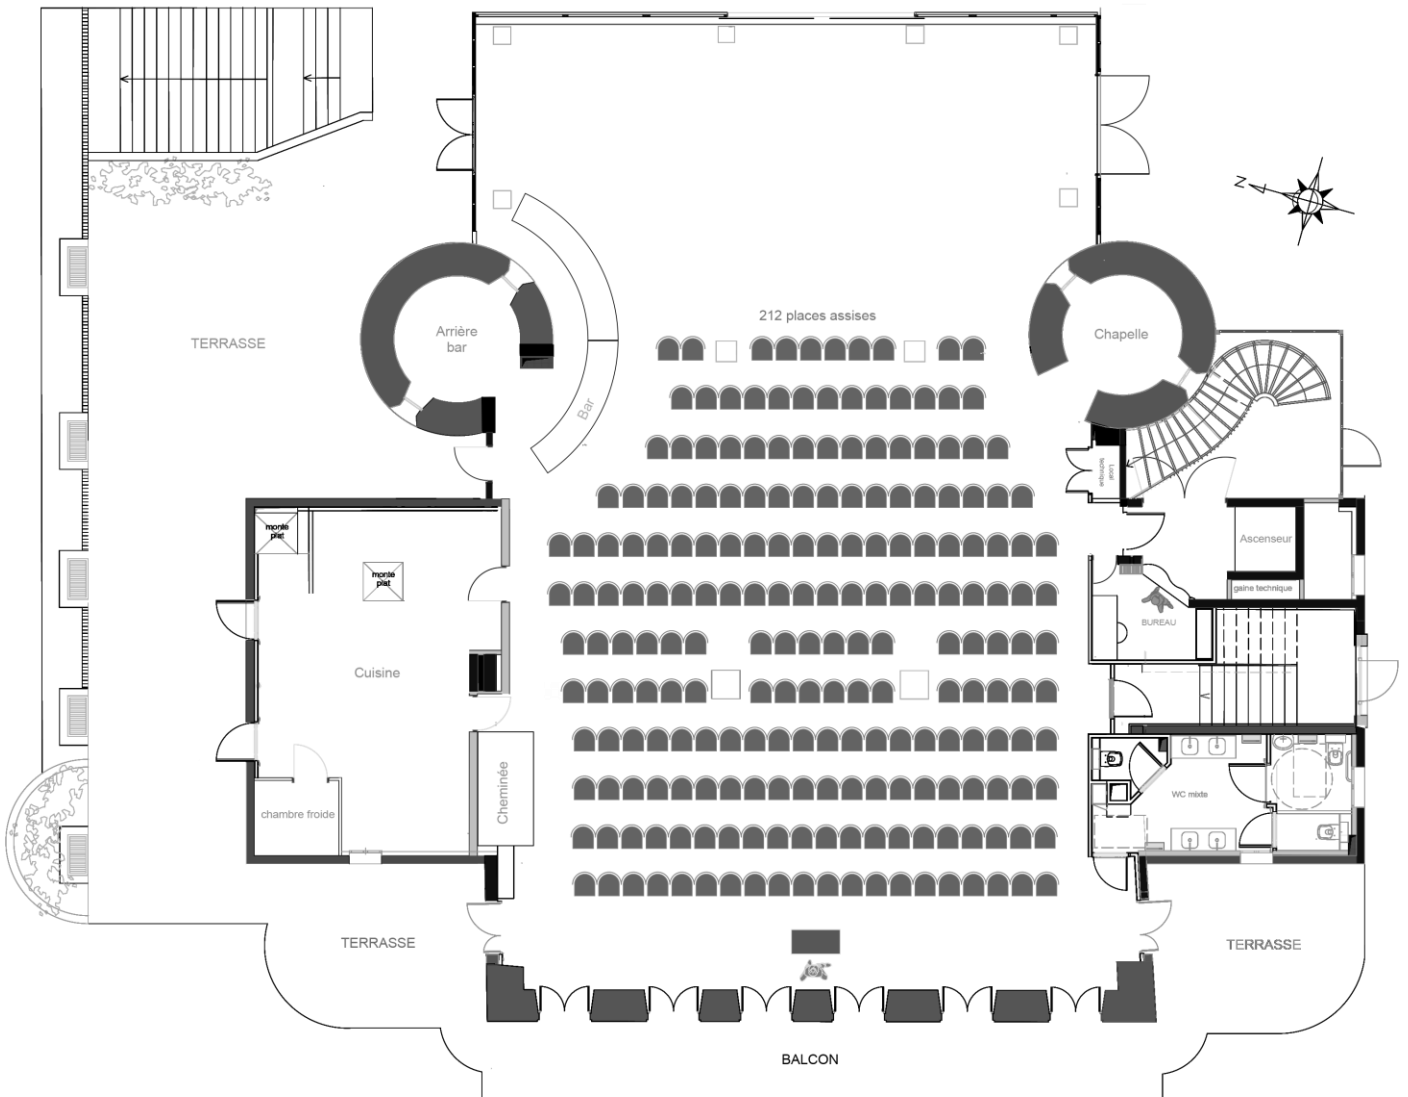 N
212 places assises
TERRASSE
Arrière
bar
Chapelle
Bar
Local
technique
monte
plat
Ascenseur
monte
plat
gaine technique
BUREAU
Cuisine
Cheminée
WC mixte
chambre froide
TERRASSE
TERRASSE
BALCON